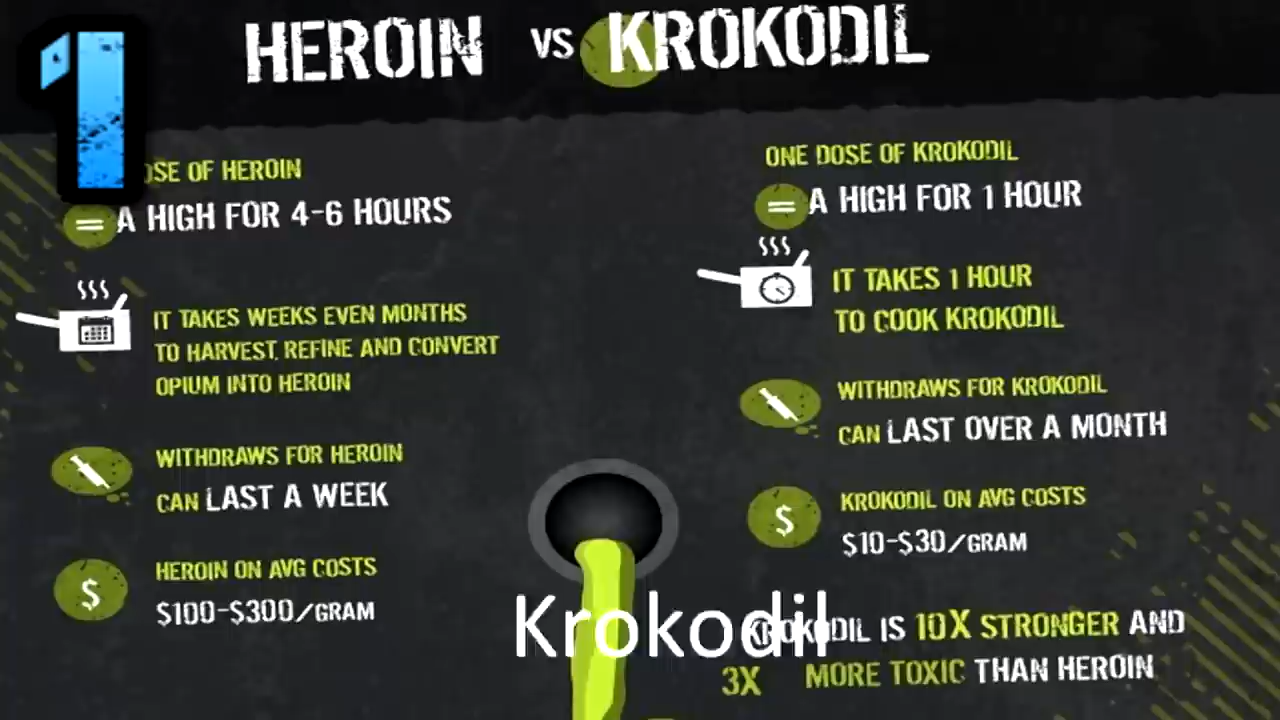 1
HEROIN VS KROKODIL
OSE OF HEROIN
= A HIGH FOR 4-6 HOURS
IT TAKES WEEKS EVEN MONTHS
TO HARVEST, REFINE AND CONVERT
OPIUM INTO HEROIN
WITHDRAWS FOR HEROIN
CAN LAST A WEEK
$ HEROIN ON AVG COSTS
$100-$300/GRAM
ONE DOSE OF KROKODIL
= A HIGH FOR 1 HOUR
IT TAKES 1 HOUR
TO COOK KROKODIL
WITHDRAWS FOR KROKODIL
CAN LAST OVER A MONTH
$ KROKODIL ON AVG COSTS
$10-$30/GRAM
KROKODIL IS 10X STRONGER AND
3X MORE TOXIC THAN HEROIN
Krokodil